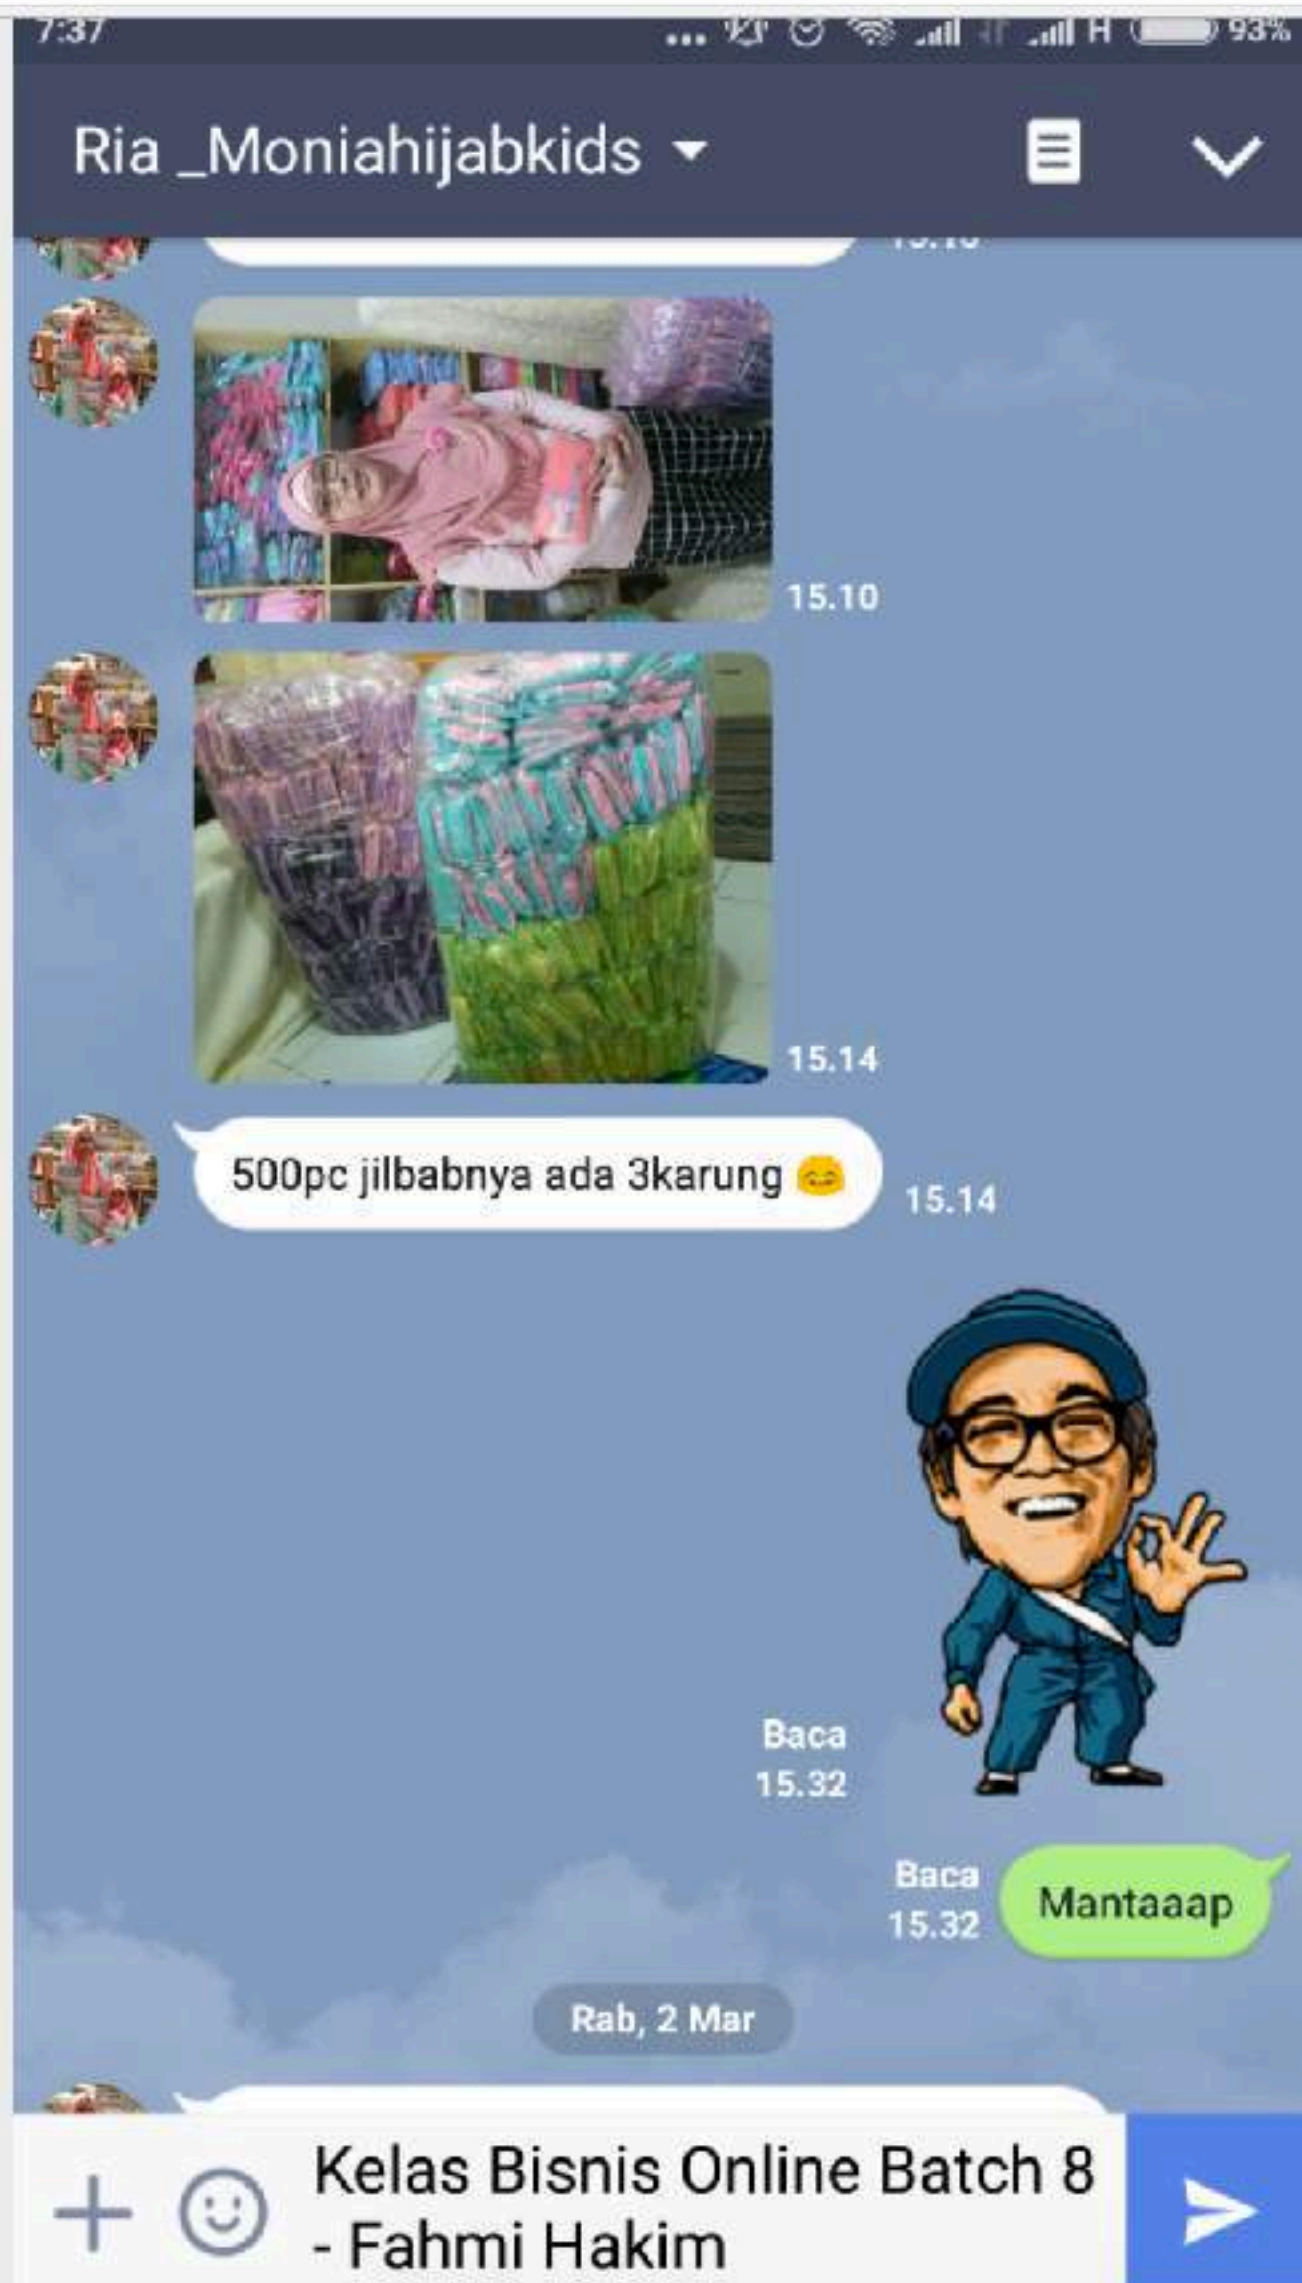 7:37
H 93%
Ria _Moniahijabkids
15.10
15.14
500pc jilbabnya ada 3karung
15.14
Baca
15.32
Baca
15.32
Mantaaap
Rab, 2 Mar
Kelas Bisnis Online Batch 8
- Fahmi Hakim